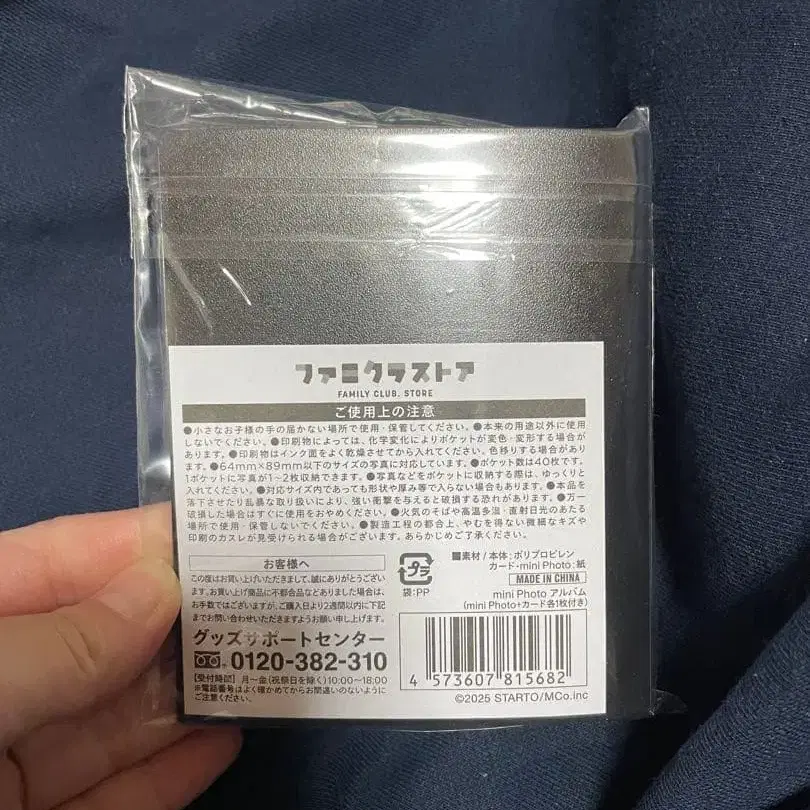 ファミクラストア
FAMILY CLUB. STORE
ご使用上の注意
●小さなお子様の手の届かない場所で使用・保管してください。●本来の用途以外に使用
しないでください。●印刷物によっては、化学変化によりポケットが変色・変形する場合が
あります。●印刷物はインク面をよく乾燥させてから入れてください。色移りする場合があり
ます。●64mm×89mm以下のサイズの写真に対応しています。●ポケット数は40枚です。
1ポケットに写真が1~2枚収納できます。●写真などをポケットに収納する際は、ゆっくりと
入れてください。●対応サイズ内であっても形状や厚み等で入らない場合もあります。●本品を
落下させたり乱暴な取り扱いにより、強い衝撃を与えると破損する恐れがあります。●万一
破損した場合はすぐに使用をおやめください。●火気のそばや高温多湿・直射日光のあたる
場所で使用・保管しないでください。●製造工程の都合上、やむを得ない微細なキズや
印刷のカスレが見受けられる場合がございます。あらかじめご了承ください。
お客様へ
この度はお買い上げいただきまして、誠にありがとうござい
ます。お買い上げ商品に不都合品などありました場合は、
お手数ではございますが、ご購入日より2週間以内に下記
までお問い合わせいただきますようお願い申し上げます。
グッズサポートセンター
0120-382-310
【受付時間】月~金(祝祭日を除く)10:00~18:00
※電話番号はよく確かめてからお間違いのないように
ご注意ください。
プラ
袋:PP
■素材/本体:ポリプロピレン
カード・mini Photo:紙
MADE IN CHINA
mini Photo アルバム
(mini Photo+カード各1枚付き)
4 573607 815682
©2025 STARTO/MCo.inc